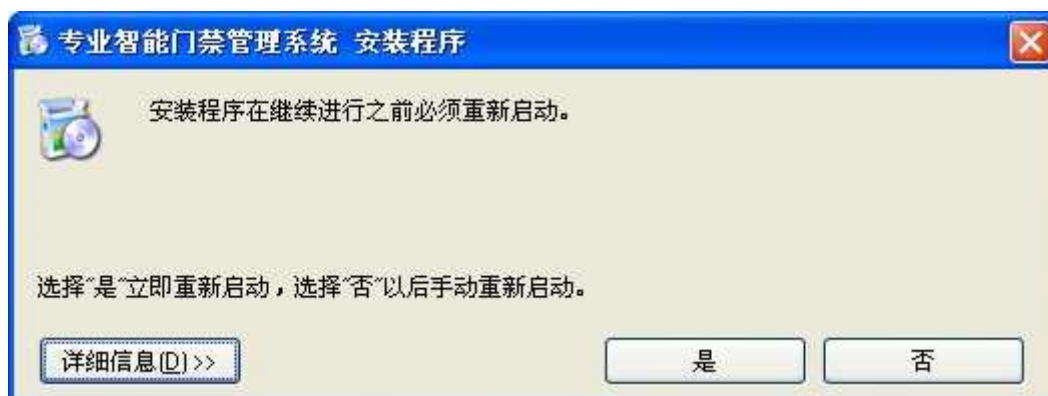 专业智能门禁管理系统 安装程序
安装程序在继续进行之前必须重新启动。
选择"是"立即重新启动，选择"否"以后手动重新启动。
详细信息(D)>>
是
否